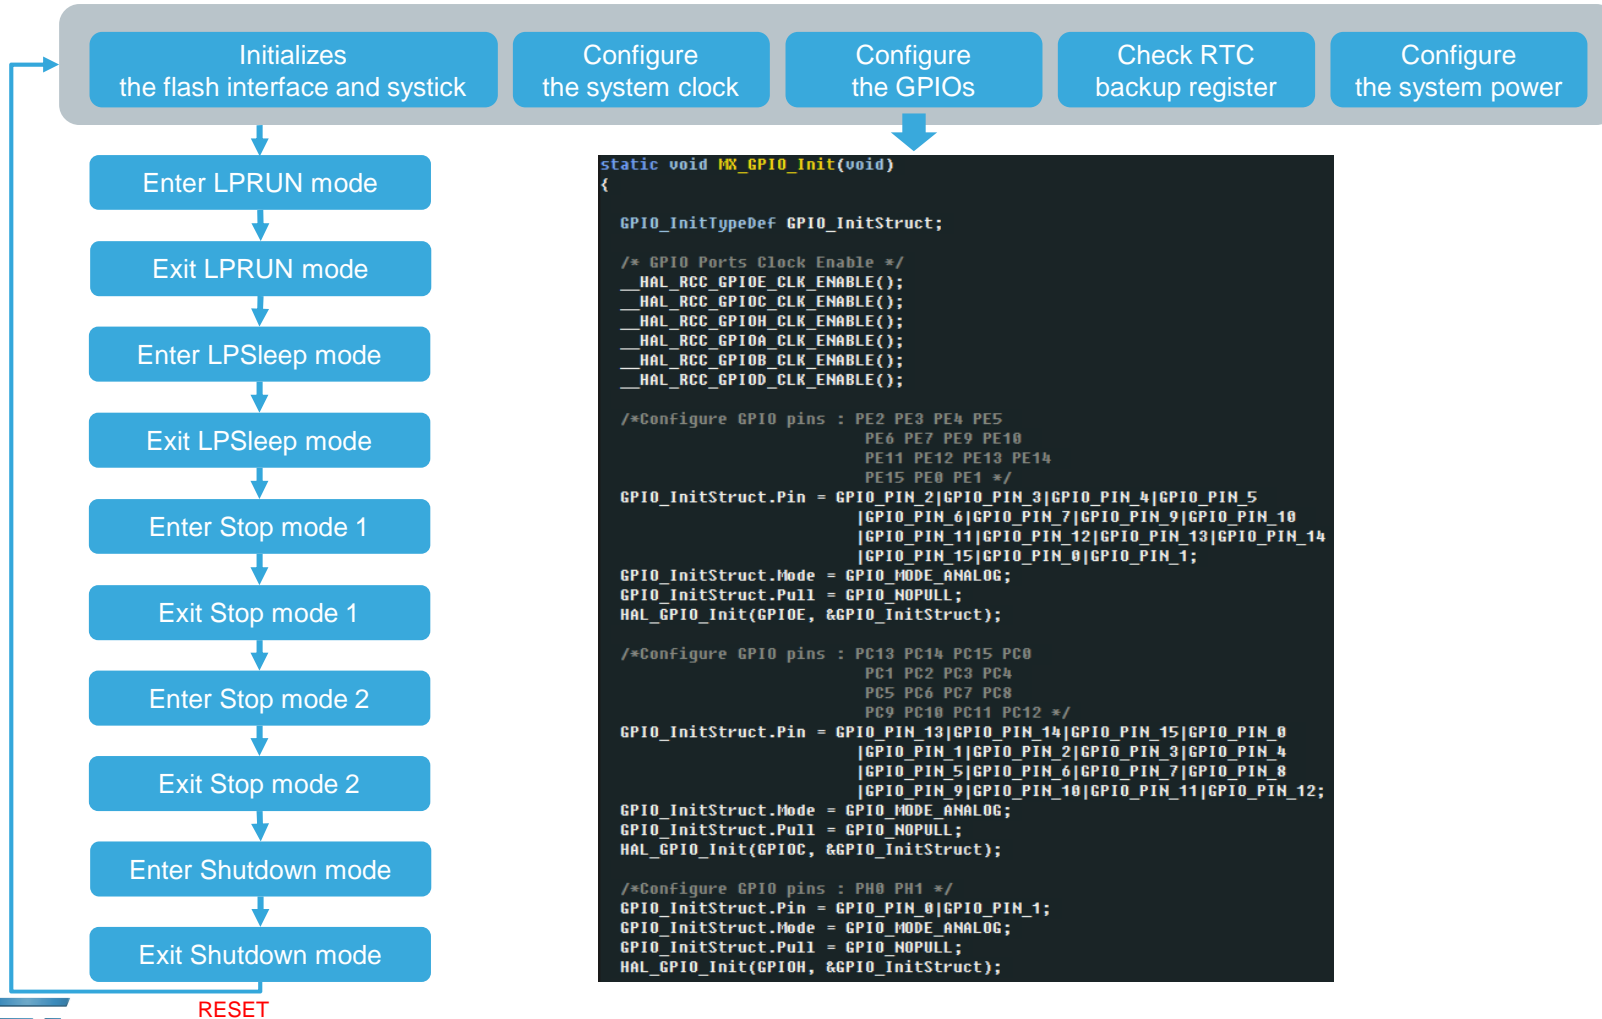 Initializes
the flash interface and systick
Configure
the system clock
Configure
the GPIOs
Check RTC
backup register
Configure
the system power
Enter LPRUN mode
Exit LPRUN mode
Enter LPSleep mode
Exit LPSleep mode
Enter Stop mode 1
Exit Stop mode 1
Enter Stop mode 2
Exit Stop mode 2
Enter Shutdown mode
Exit Shutdown mode
RESET
static void MX_GPIO_Init(void)
{
GPIO_InitTypeDef GPIO_InitStruct;
/* GPIO Ports Clock Enable */
__HAL_RCC_GPIOE_CLK_ENABLE();
__HAL_RCC_GPIOC_CLK_ENABLE();
__HAL_RCC_GPIOH_CLK_ENABLE();
__HAL_RCC_GPIOA_CLK_ENABLE();
__HAL_RCC_GPIOB_CLK_ENABLE();
__HAL_RCC_GPIOD_CLK_ENABLE();
/*Configure GPIO pins : PE2 PE3 PE4 PE5
PE6 PE7 PE9 PE10
PE11 PE12 PE13 PE14
PE15 PE0 PE1 */
GPIO_InitStruct.Pin = GPIO_PIN_2|GPIO_PIN_3|GPIO_PIN_4|GPIO_PIN_5
|GPIO_PIN_6|GPIO_PIN_7|GPIO_PIN_9|GPIO_PIN_10
|GPIO_PIN_11|GPIO_PIN_12|GPIO_PIN_13|GPIO_PIN_14
|GPIO_PIN_15|GPIO_PIN_0|GPIO_PIN_1;
GPIO_InitStruct.Mode = GPIO_MODE_ANALOG;
GPIO_InitStruct.Pull = GPIO_NOPULL;
HAL_GPIO_Init(GPIOE, &GPIO_InitStruct);
/*Configure GPIO pins : PC13 PC14 PC15 PC0
PC1 PC2 PC3 PC4
PC5 PC6 PC7 PC8
PC9 PC10 PC11 PC12 */
GPIO_InitStruct.Pin = GPIO_PIN_13|GPIO_PIN_14|GPIO_PIN_15|GPIO_PIN_0
|GPIO_PIN_1|GPIO_PIN_2|GPIO_PIN_3|GPIO_PIN_4
|GPIO_PIN_5|GPIO_PIN_6|GPIO_PIN_7|GPIO_PIN_8
|GPIO_PIN_9|GPIO_PIN_10|GPIO_PIN_11|GPIO_PIN_12;
GPIO_InitStruct.Mode = GPIO_MODE_ANALOG;
GPIO_InitStruct.Pull = GPIO_NOPULL;
HAL_GPIO_Init(GPIOC, &GPIO_InitStruct);
/*Configure GPIO pins : PH0 PH1 */
GPIO_InitStruct.Pin = GPIO_PIN_0|GPIO_PIN_1;
GPIO_InitStruct.Mode = GPIO_MODE_ANALOG;
GPIO_InitStruct.Pull = GPIO_NOPULL;
HAL_GPIO_Init(GPIOH, &GPIO_InitStruct);